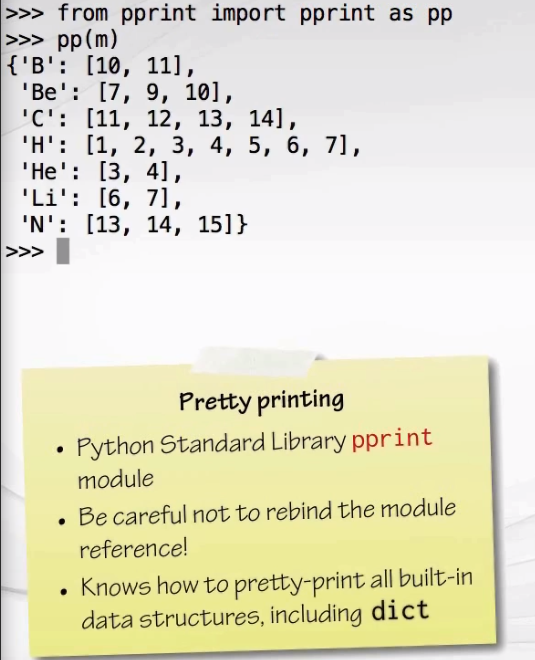 >>> from pprint import pprint as pp
>>> pp(m)
{'B': [10, 11],
 'Be': [7, 9, 10],
 'C': [11, 12, 13, 14],
 'H': [1, 2, 3, 4, 5, 6, 7],
 'He': [3, 4],
 'Li': [6, 7],
 'N': [13, 14, 15]}
>>>
Pretty printing
• Python Standard Library pprint
module
• Be careful not to rebind the module
reference!
• Knows how to pretty-print all built-in
data structures, including dict